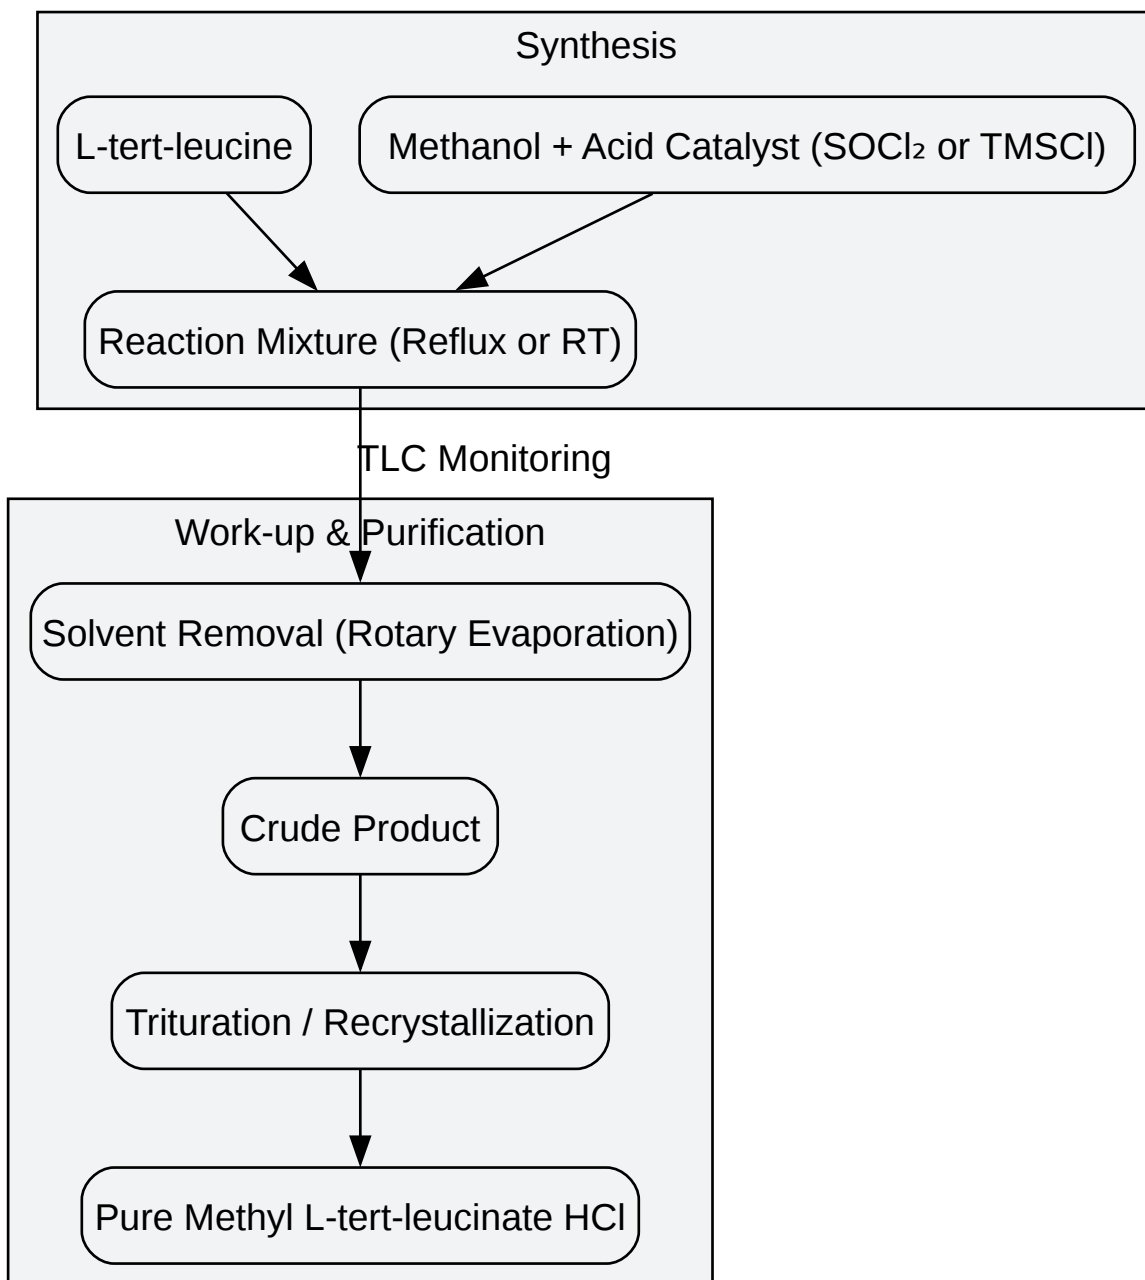 Synthesis
L-tert-leucine
Methanol + Acid Catalyst (SOCl₂ or TMSCl)
Reaction Mixture (Reflux or RT)
TLC Monitoring
Work-up & Purification
Solvent Removal (Rotary Evaporation)
Crude Product
Trituration / Recrystallization
Pure Methyl L-tert-leucinate HCl